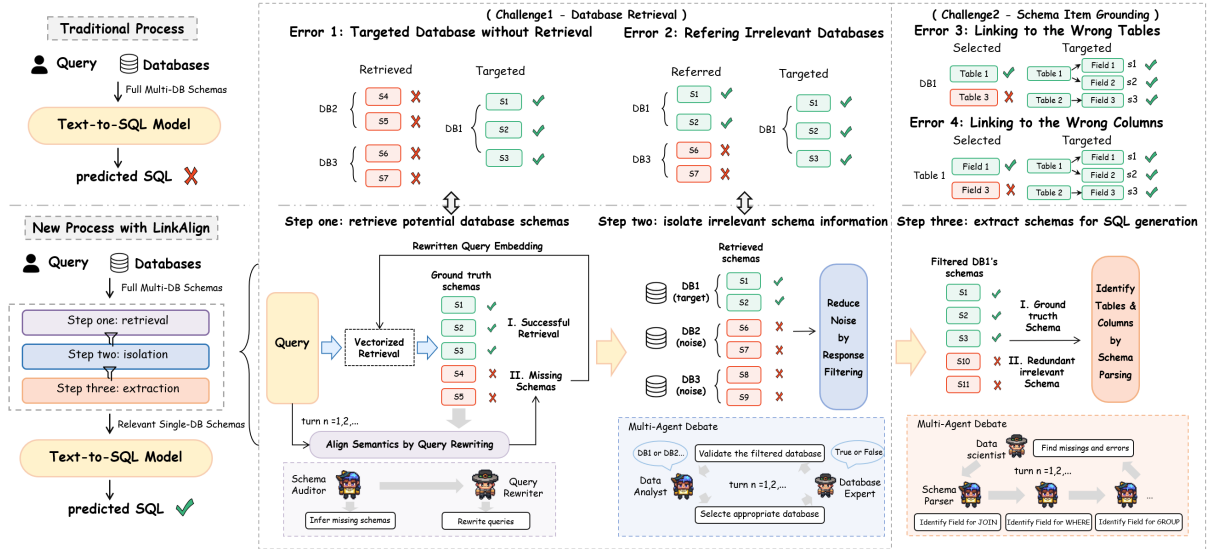 Traditional Process
Query
Databases
Full Multi-DB Schemas
Text-to-SQL Model
predicted SQL
New Process with LinkAlign
Query
Databases
Full Multi-DB Schemas
Step one: retrieval
Step two: isolation
Step three: extraction
Relevant Single-DB Schemas
Text-to-SQL Model
predicted SQL
( Challenge1 - Database Retrieval )
Error 1: Targeted Database without Retrieval
Retrieved
Targeted
DB2
S4
S5
DB3
S6
S7
DB1
S1
S2
S3
Error 2: Refering Irrelevant Databases
Referred
Targeted
DB1
S1
S2
DB3
S6
S7
DB1
S1
S2
S3
( Challenge2 - Schema Item Grounding )
Error 3: Linking to the Wrong Tables
Selected
Targeted
DB1
Table 1
Table 3
Table 1
Field 1
s1
Field 2
s2
Table 2
Field 3
s3
Error 4: Linking to the Wrong Columns
Selected
Targeted
Table 1
Field 1
Field 3
Table 1
Field 1
s1
Field 2
s2
Table 2
Field 3
s3
Step one: retrieve potential database schemas
Rewritten Query Embedding
Query
Vectorized
Retrieval
Ground truth
schemas
S1
S2
S3
S4
S5
I. Successful
Retrieval
II. Missing
Schemas
turn n =1,2,...
Align Semantics by Query Rewriting
Schema
Auditor
Query
Rewriter
Infer missing schemas
Rewrite queries
Step two: isolate irrelevant schema information
Retrieved
schemas
DB1
(target)
S1
S2
DB2
(noise)
S6
S7
DB3
(noise)
S8
S9
Reduce
Noise
by
Response
Filtering
Multi-Agent Debate
DB1 or DB2...
Validate the filtered database
True or False
Data
Analyst
turn n =1,2,...
Database
Expert
Selecte appropriate database
Step three: extract schemas for SQL generation
Filtered DB1's
schemas
S1
S2
S3
S10
S11
I. Ground
tructh
Schema
II. Redundant
irrelevant
Schema
Identify
Tables &
Columns
by
Schema
Parsing
Multi-Agent Debate
Data
scientist
Find missings and errors
turn n =1,2,...
Schema
Parser
...
Identify Field for JOIN
Identify Field for WHERE
Identify Field for GROUP